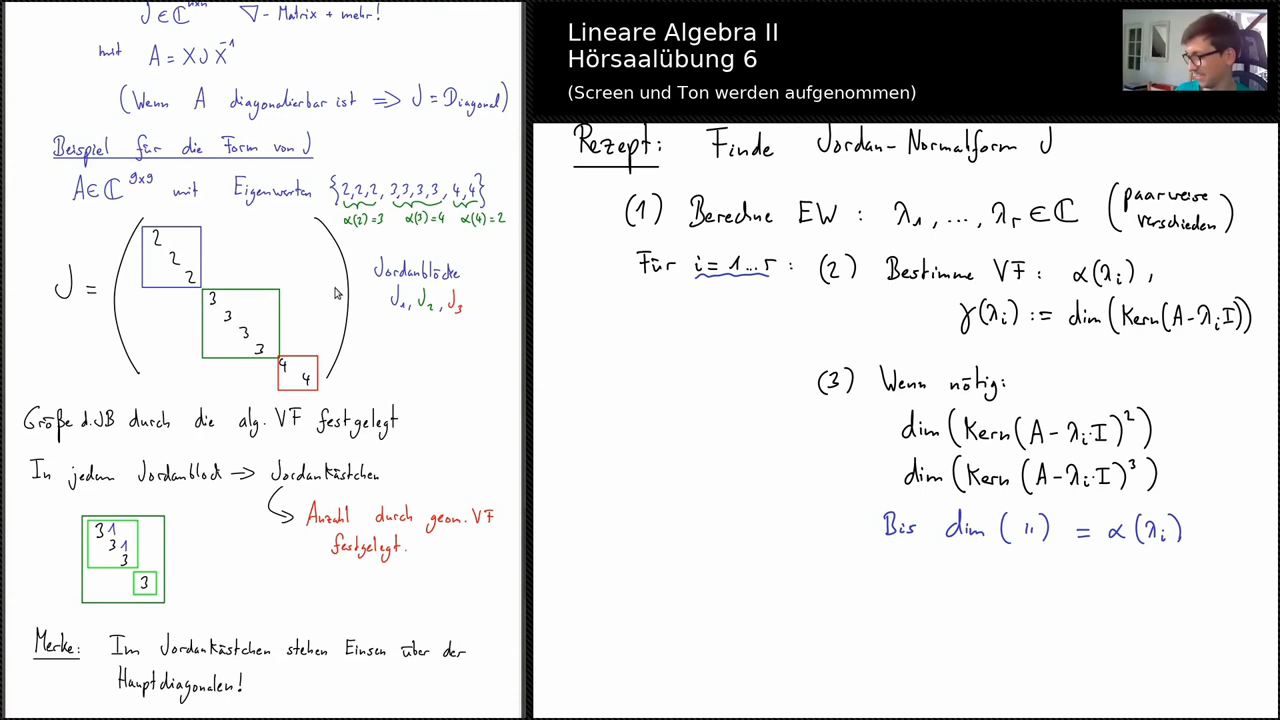 J ∈ ℂⁿˣⁿ ∇-Matrix + mehr!
mit A = XJX⁻¹
(Wenn A diagonalisierbar ist ⟹ J = Diagonal)
Beispiel für die Form von J
A ∈ ℂ⁹ˣ⁹ mit Eigenwerten {2,2,2, 3,3,3,3, 4,4}
α(2)=3 α(3)=4 α(4)=2
J =
2
2
2
3
3
3
3
4
4
Jordanblöcke
J₁, J₂, J₃
Größe d. JB durch die alg. VF festgelegt
In jedem Jordanblock → Jordankästchen
Anzahl durch geom. VF
festgelegt.
3 1
3 1
3
3
Merke: Im Jordankästchen stehen Einsen über der
Hauptdiagonalen!
Lineare Algebra II
Hörsaalübung 6
(Screen und Ton werden aufgenommen)
Rezept: Finde Jordan-Normalform J
(1) Berechne EW: λ₁, ..., λᵣ ∈ ℂ (paarweise
verschieden)
Für i = 1...r: (2) Bestimme VF: α(λᵢ),
γ(λᵢ) := dim(Kern(A-λᵢI))
(3) Wenn nötig:
dim(Kern(A-λᵢ·I)²)
dim(Kern(A-λᵢ·I)³)
Bis dim( " ) = α(λᵢ)